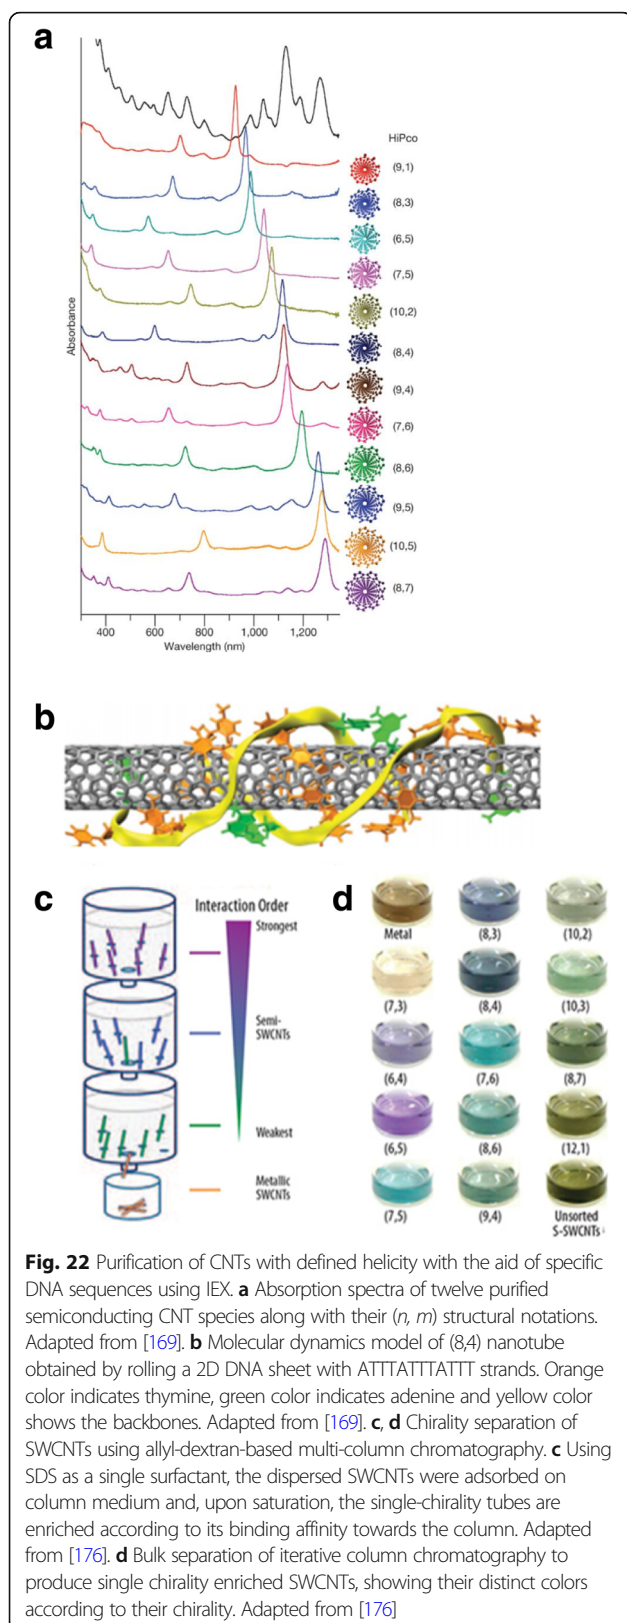 a
HiPco
(9,1)
(8,3)
(6,5)
(7,5)
(10,2)
(8,4)
(9,4)
(7,6)
(8,6)
(9,5)
(10,5)
(8,7)
Absorbance
400 600 800 1,000 1,200
Wavelength (nm)
b
c
Interaction Order
Strongest
Semi-
SWCNTs
Weakest
Metallic
SWCNTs
d
Metal (8,3) (10,2)
(7,3) (8,4) (10,3)
(6,4) (7,6) (8,7)
(6,5) (8,6) (12,1)
(7,5) (9,4) Unsorted
S-SWCNTs
Fig. 22 Purification of CNTs with defined helicity with the aid of specific
DNA sequences using IEX. a Absorption spectra of twelve purified
semiconducting CNT species along with their (n, m) structural notations.
Adapted from [169]. b Molecular dynamics model of (8,4) nanotube
obtained by rolling a 2D DNA sheet with ATTTATTTATTT strands. Orange
color indicates thymine, green color indicates adenine and yellow color
shows the backbones. Adapted from [169]. c, d Chirality separation of
SWCNTs using allyl-dextran-based multi-column chromatography. c Using
SDS as a single surfactant, the dispersed SWCNTs were adsorbed on
column medium and, upon saturation, the single-chirality tubes are
enriched according to its binding affinity towards the column. Adapted
from [176]. d Bulk separation of iterative column chromatography to
produce single chirality enriched SWCNTs, showing their distinct colors
according to their chirality. Adapted from [176]